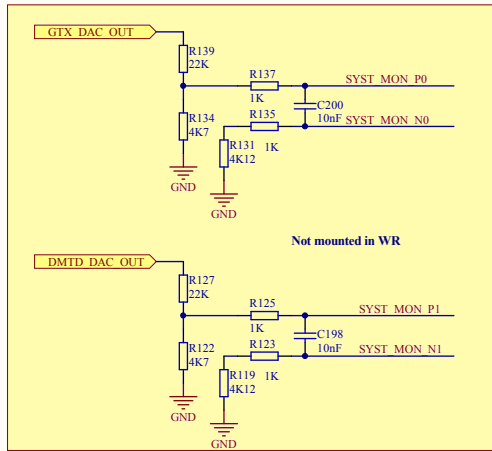 GTX_DAC_OUT
R139
22K
R137
SYST_MON_P0
1K
C200
10nF
R134
4K7
R135
SYST_MON_N0
R131
4K12
1K
GND
GND
Not mounted in WR
DMTD_DAC_OUT
R127
22K
R125
SYST_MON_P1
1K
C198
10nF
R122
4K7
R123
SYST_MON_N1
R119
4K12
1K
GND
GND